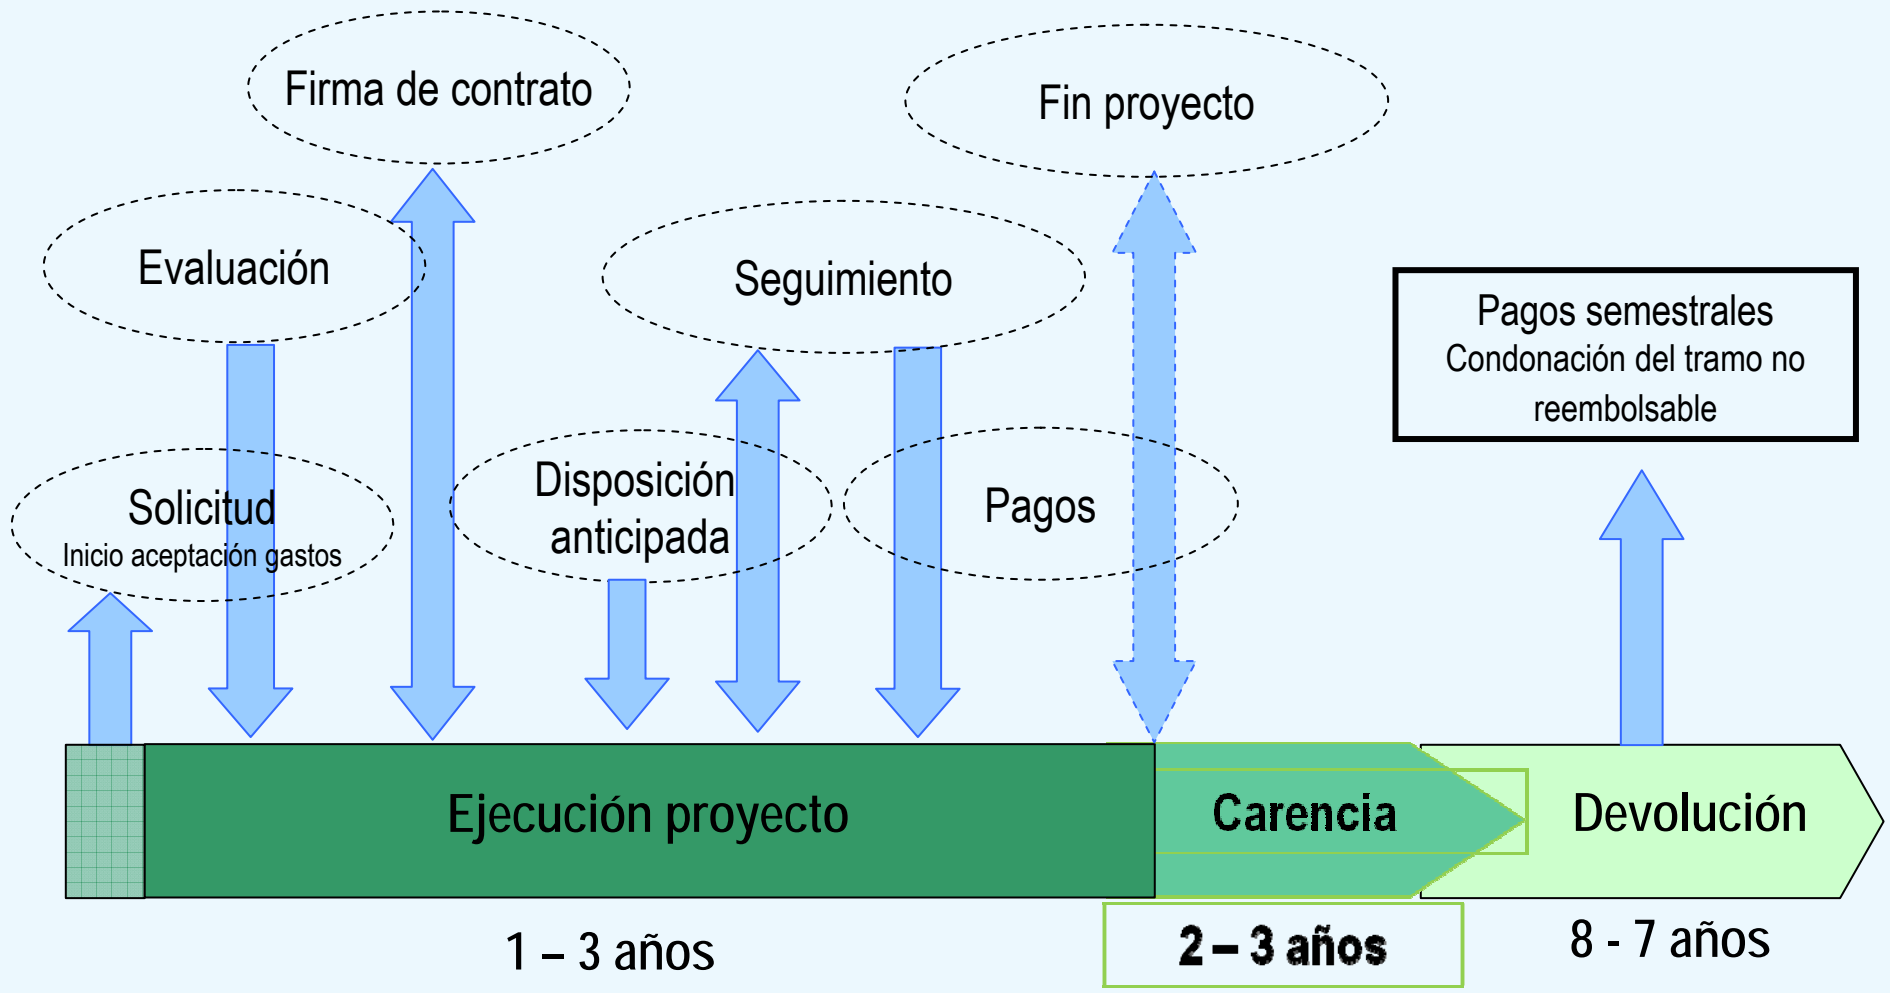 Firma de contrato
Fin proyecto
Evaluación
Seguimiento
Pagos semestrales
Condonación del tramo no
reembolsable
Solicitud
Inicio aceptación gastos
Disposición
anticipada
Pagos
Ejecución proyecto
Carencia
Devolución
1 – 3 años
2 – 3 años
8 - 7 años